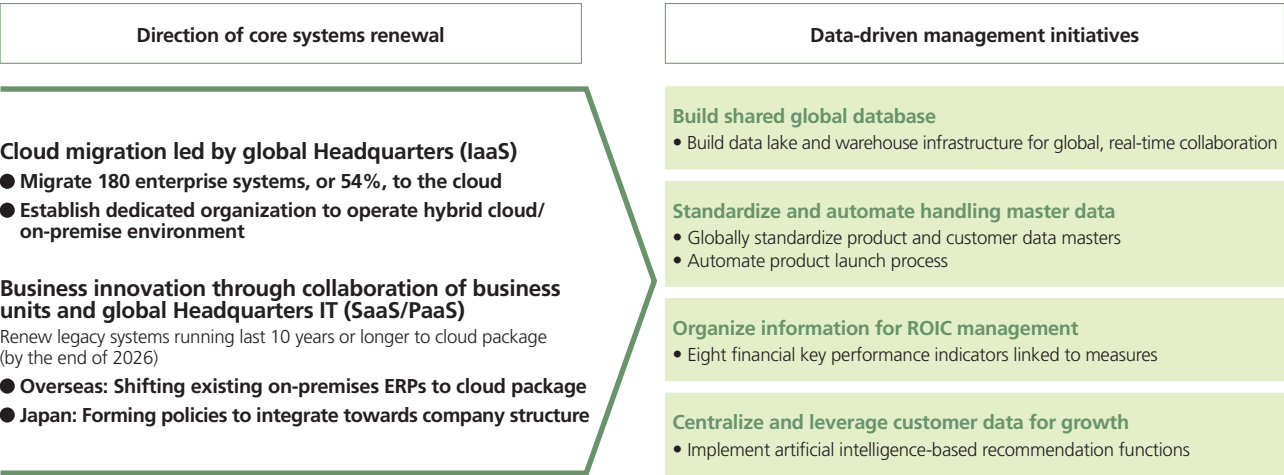 Direction of core systems renewal
Cloud migration led by global Headquarters (IaaS)
● Migrate 180 enterprise systems, or 54%, to the cloud
● Establish dedicated organization to operate hybrid cloud/
on-premise environment
Business innovation through collaboration of business
units and global Headquarters IT (SaaS/PaaS)
Renew legacy systems running last 10 years or longer to cloud package
(by the end of 2026)
● Overseas: Shifting existing on-premises ERPs to cloud package
● Japan: Forming policies to integrate towards company structure
Data-driven management initiatives
Build shared global database
• Build data lake and warehouse infrastructure for global, real-time collaboration
Standardize and automate handling master data
• Globally standardize product and customer data masters
• Automate product launch process
Organize information for ROIC management
• Eight financial key performance indicators linked to measures
Centralize and leverage customer data for growth
• Implement artificial intelligence-based recommendation functions